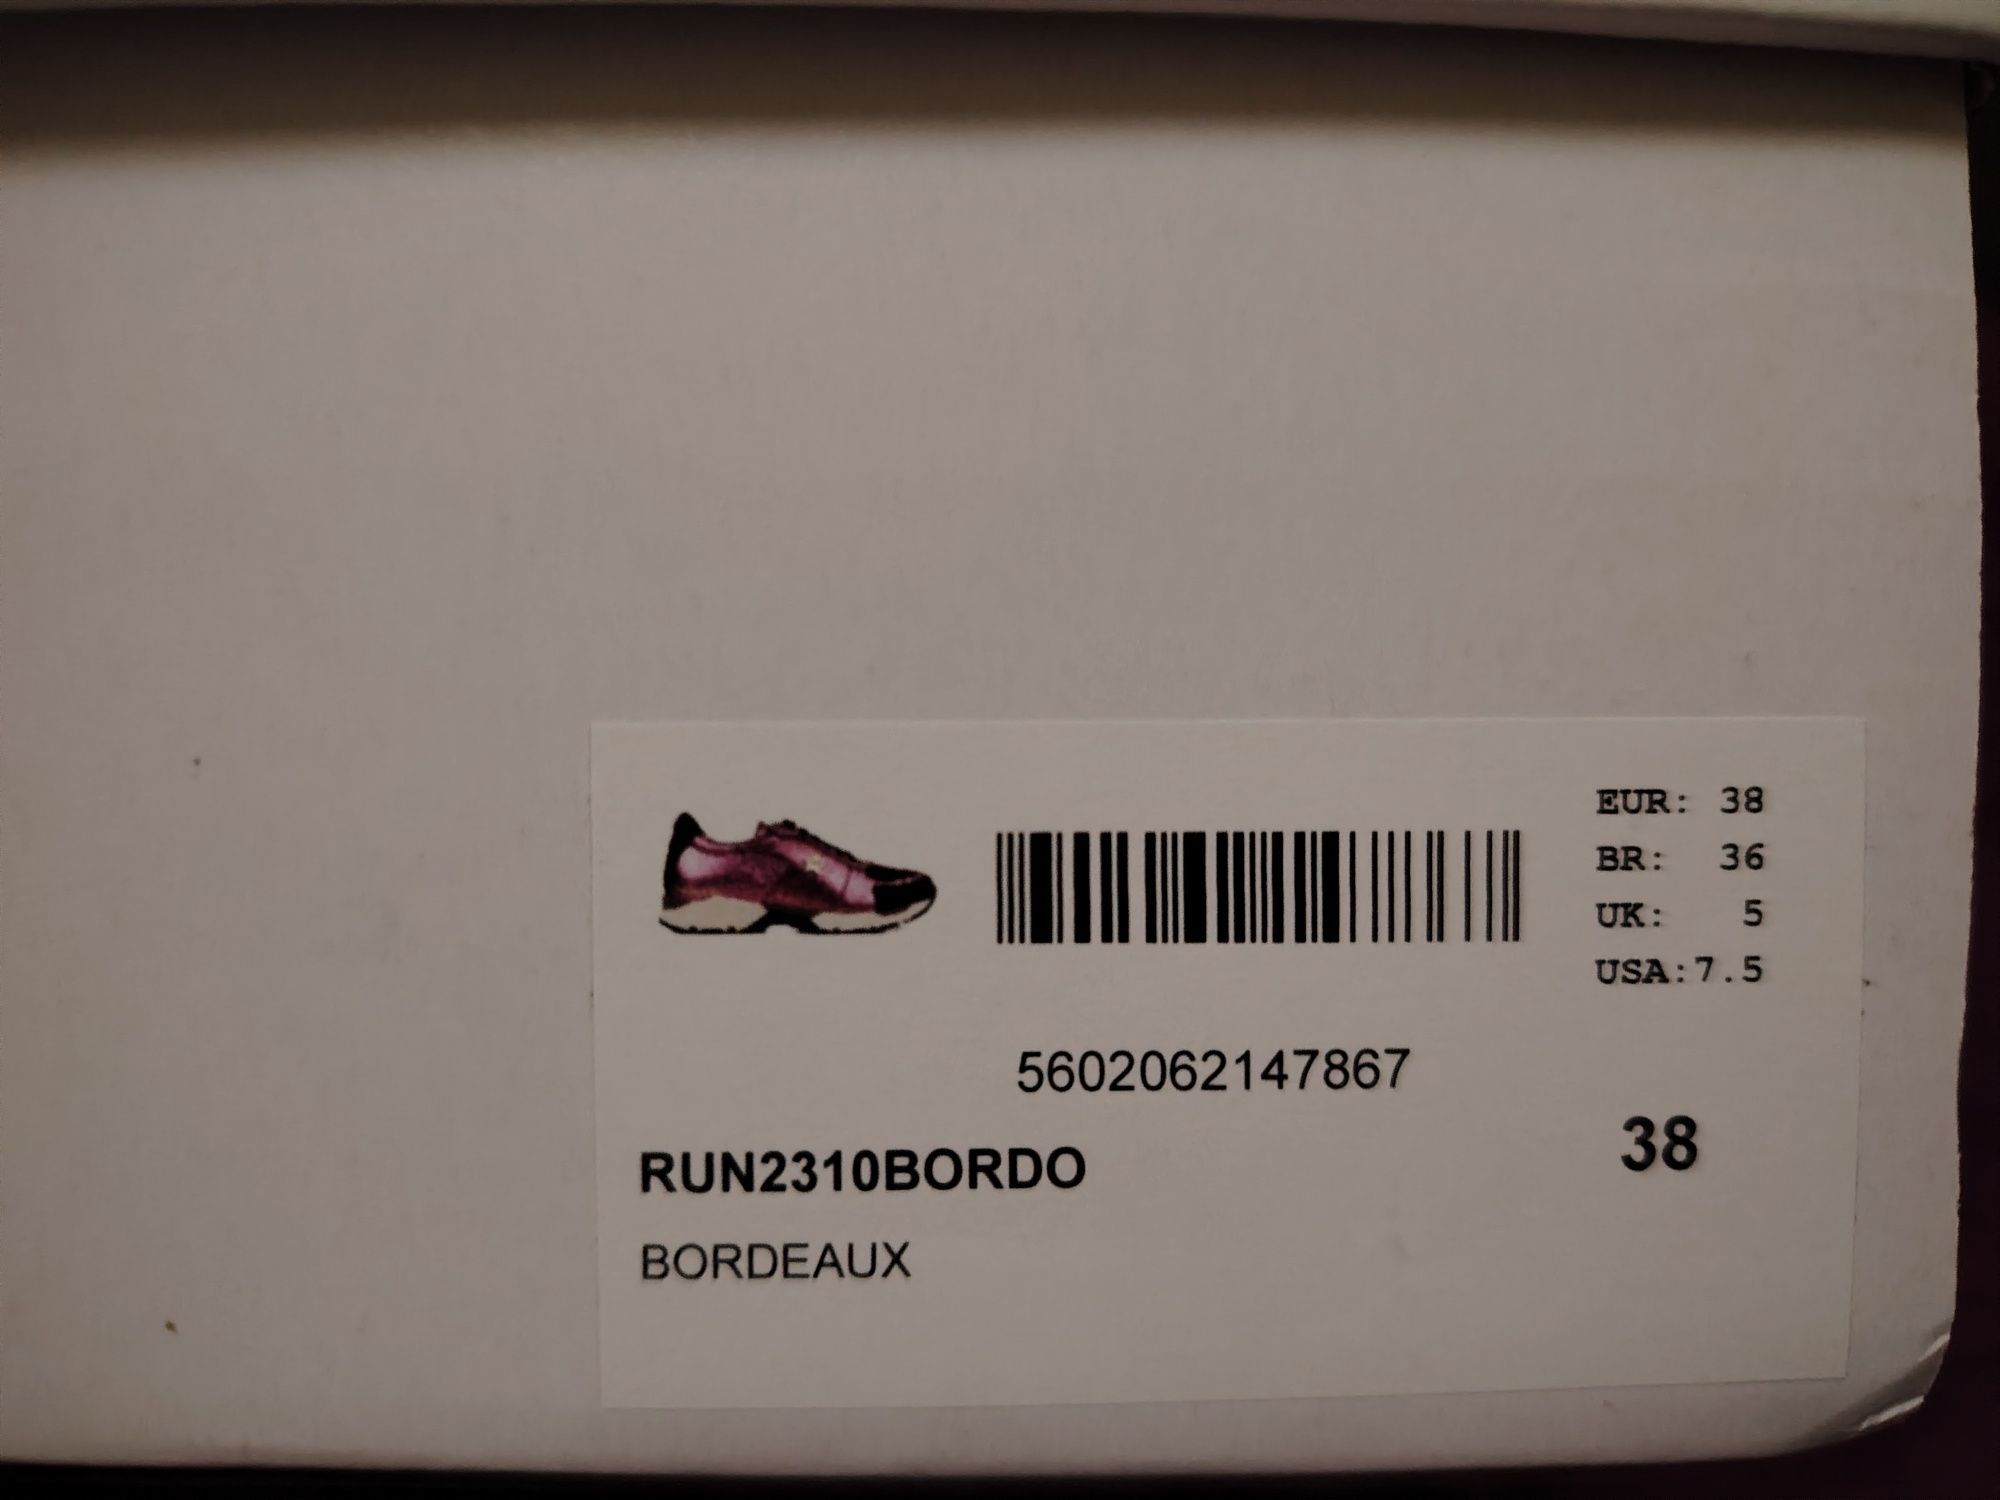 EUR: 38
BR: 36
UK: 5
USA:7.5
5602062147867
38
RUN2310BORDO
BORDEAUX